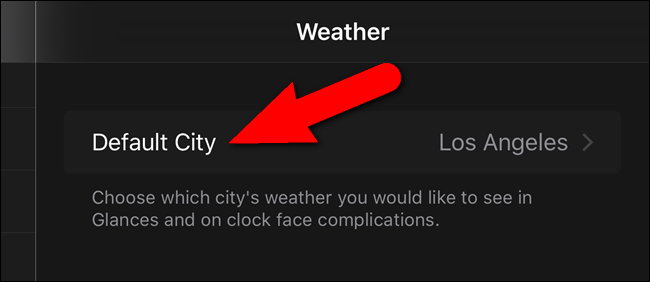 Weather
Default City Los Angeles
Choose which city's weather you would like to see in
Glances and on clock face complications.